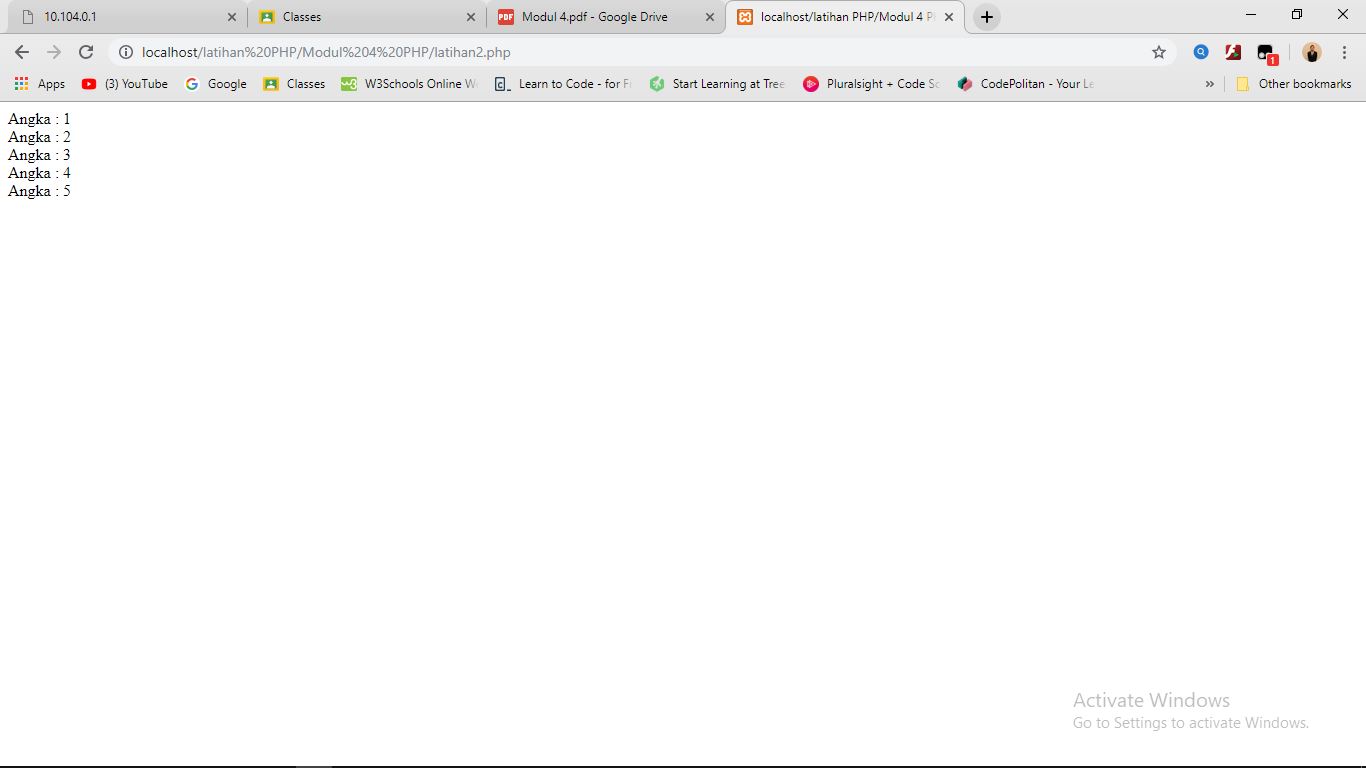 10.104.0.1
Classes
Modul 4.pdf - Google Drive
localhost/latihan PHP/Modul 4 P
localhost/latihan%20PHP/Modul%204%20PHP/latihan2.php
1
Apps
(3) YouTube
Google
Classes
W3Schools Online W
Learn to Code - for F
Start Learning at Tree
Pluralsight + Code Sc
CodePolitan - Your Le
»
Other bookmarks
Angka : 1
Angka : 2
Angka : 3
Angka : 4
Angka : 5
Activate Windows
Go to Settings to activate Windows.